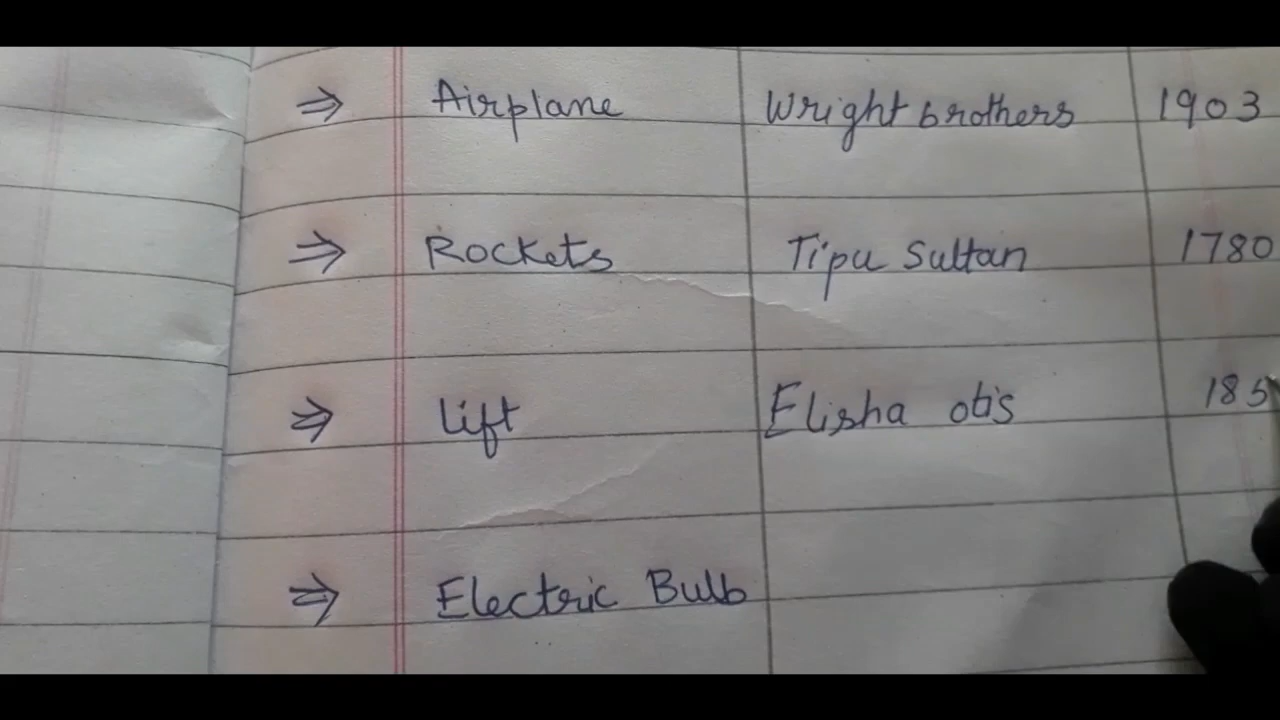 ⇒ Airplane Wright brothers 1903
⇒ Rockets Tipu Sultan 1780
⇒ Lift Elisha otis 185
⇒ Electric Bulb